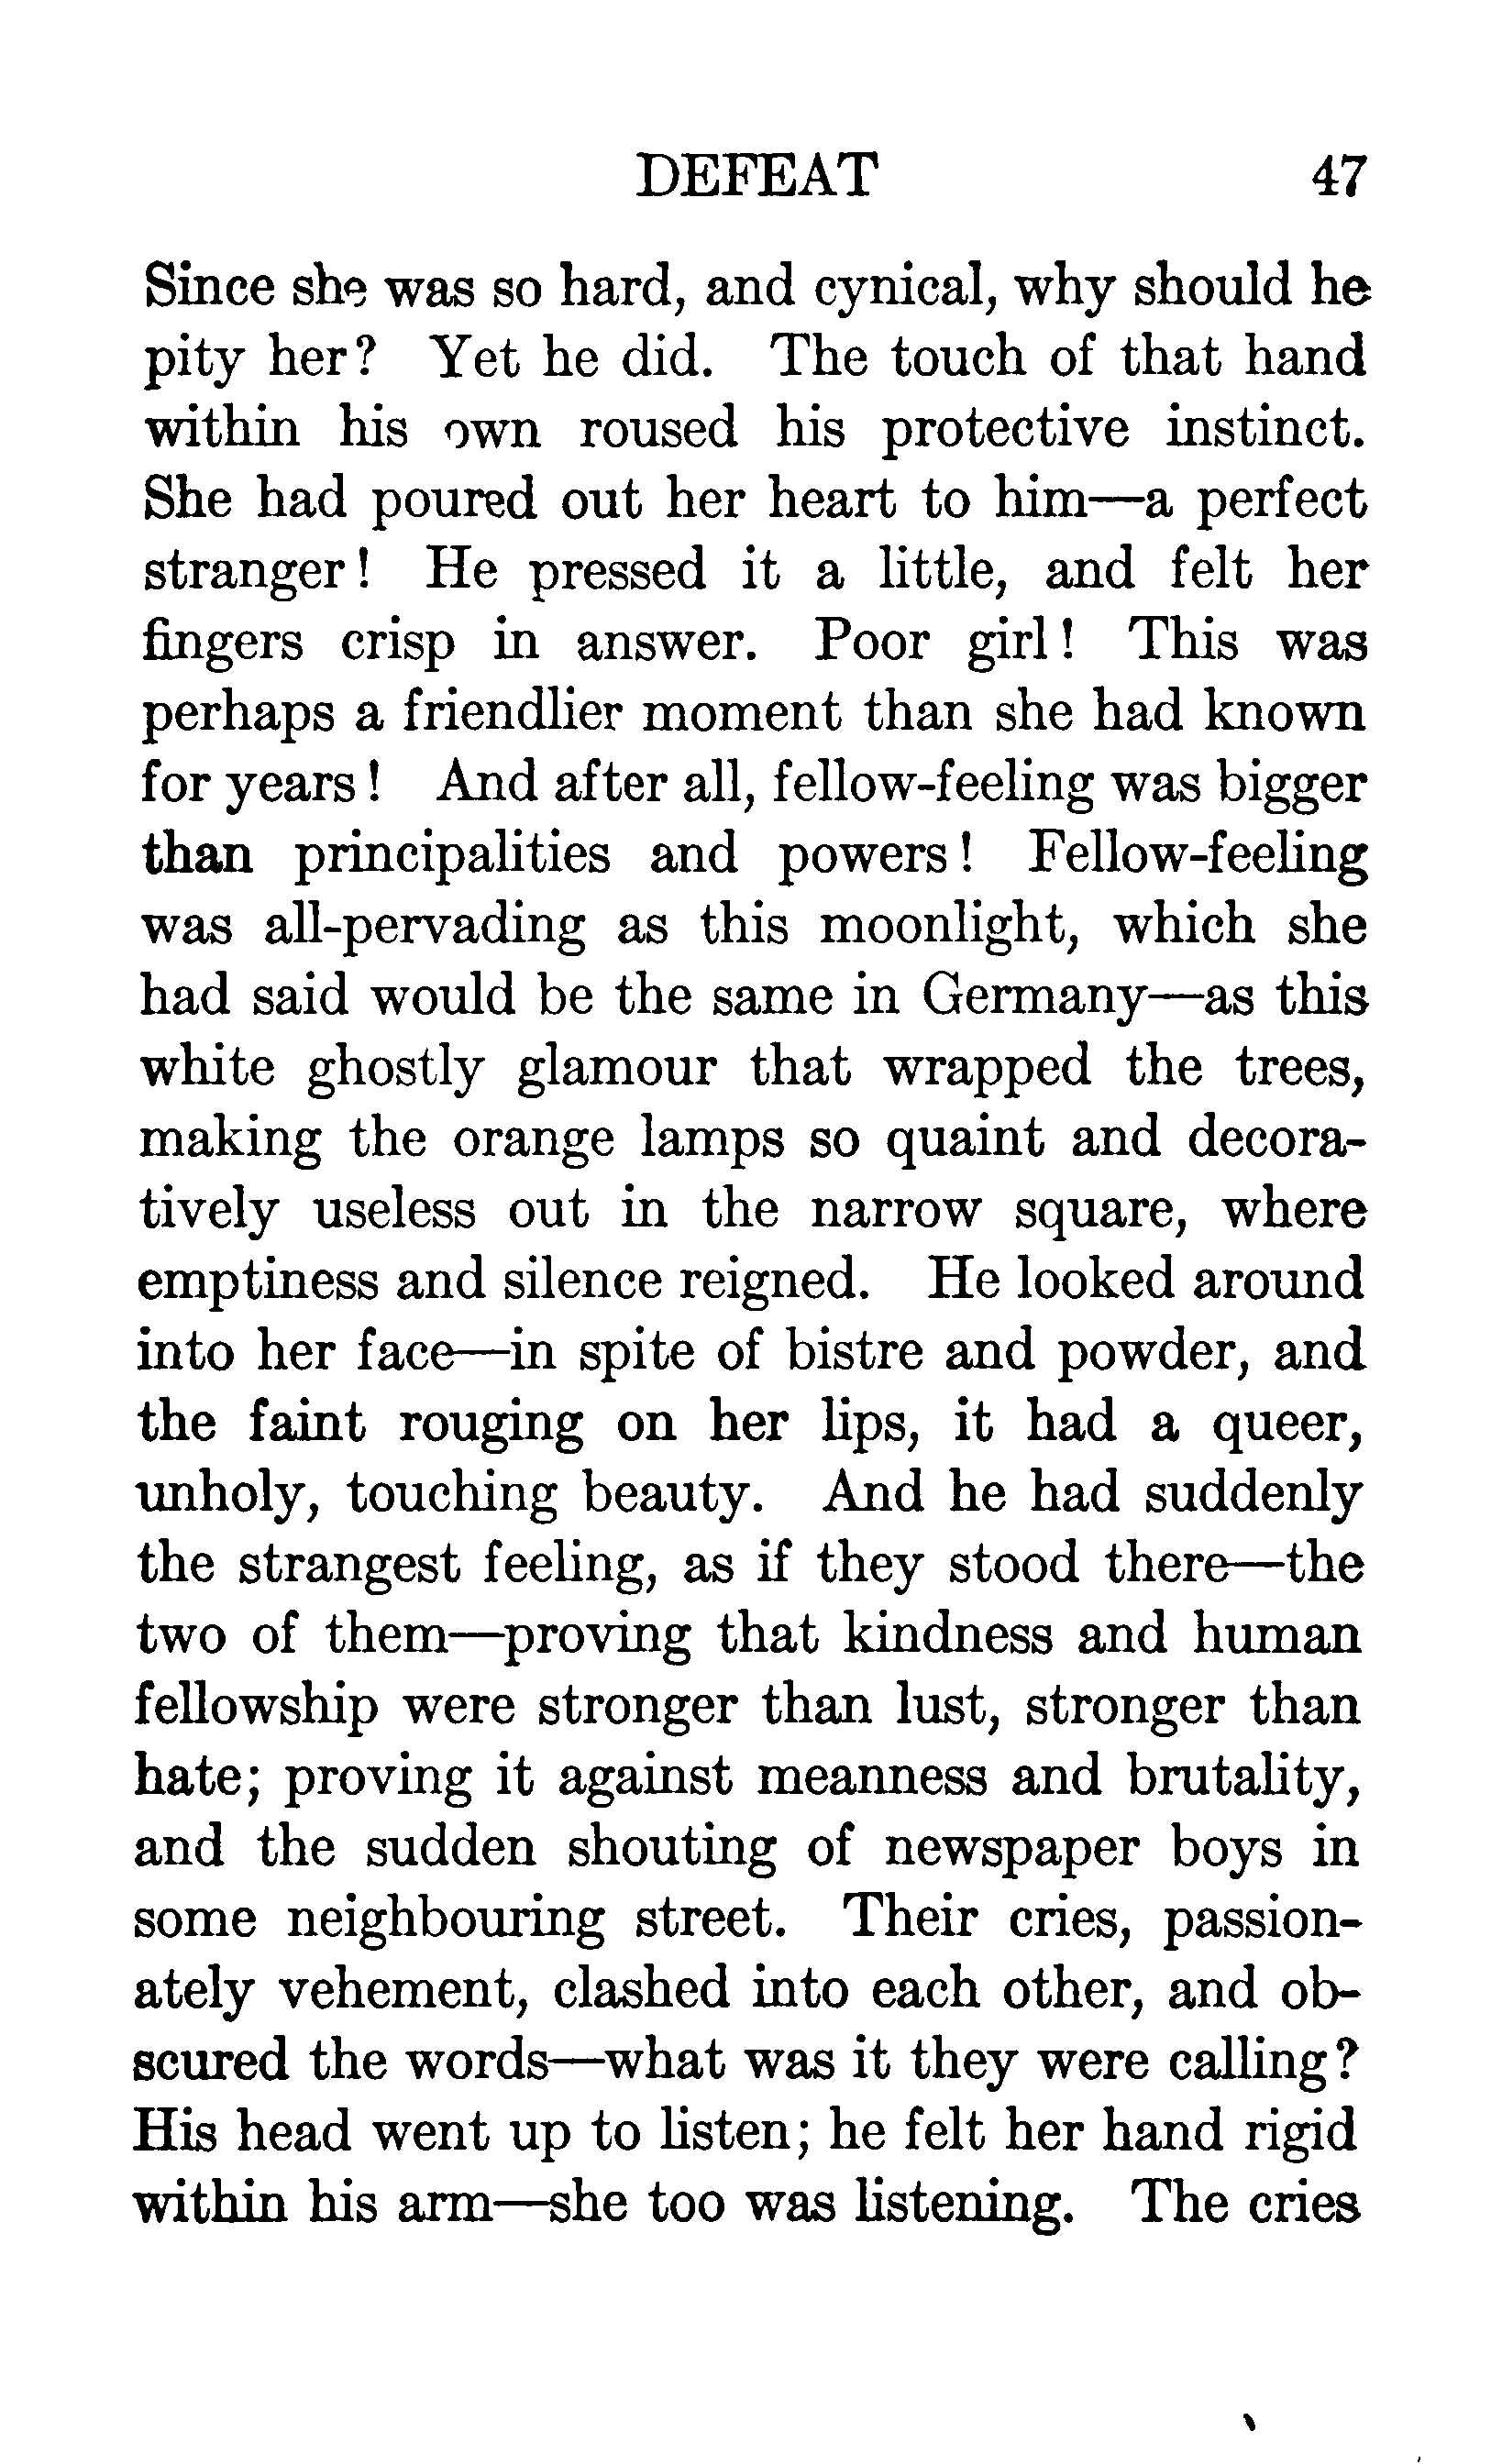 DEFEAT 47
Since she was so hard, and cynical, why should he
pity her? Yet he did. The touch of that hand
within his own roused his protective instinct.
She had poured out her heart to him—a perfect
stranger! He pressed it a little, and felt her
fingers crisp in answer. Poor girl! This was
perhaps a friendlier moment than she had known
for years! And after all, fellow-feeling was bigger
than principalities and powers! Fellow-feeling
was all-pervading as this moonlight, which she
had said would be the same in Germany—as this
white ghostly glamour that wrapped the trees,
making the orange lamps so quaint and decora-
tively useless out in the narrow square, where
emptiness and silence reigned. He looked around
into her face—in spite of bistre and powder, and
the faint rouging on her lips, it had a queer,
unholy, touching beauty. And he had suddenly
the strangest feeling, as if they stood there—the
two of them—proving that kindness and human
fellowship were stronger than lust, stronger than
hate; proving it against meanness and brutality,
and the sudden shouting of newspaper boys in
some neighbouring street. Their cries, passion-
ately vehement, clashed into each other, and ob-
scured the words—what was it they were calling?
His head went up to listen; he felt her hand rigid
within his arm—she too was listening. The cries